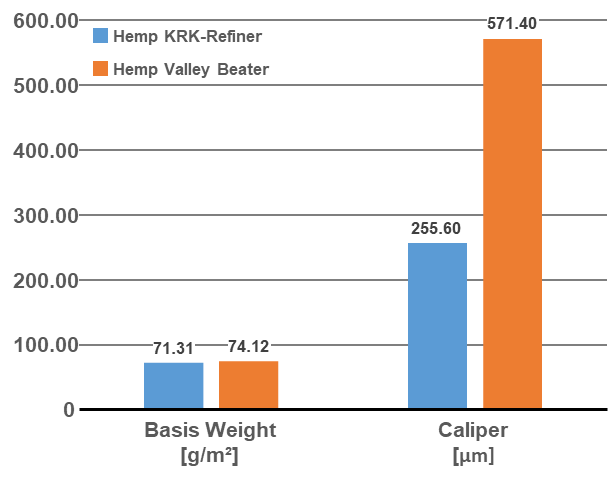 600.00
500.00
400.00
300.00
200.00
100.00
0
Hemp KRK-Refiner
Hemp Valley Beater
71.31
74.12
255.60
571.40
Basis Weight
[g/m²]
Caliper
[µm]